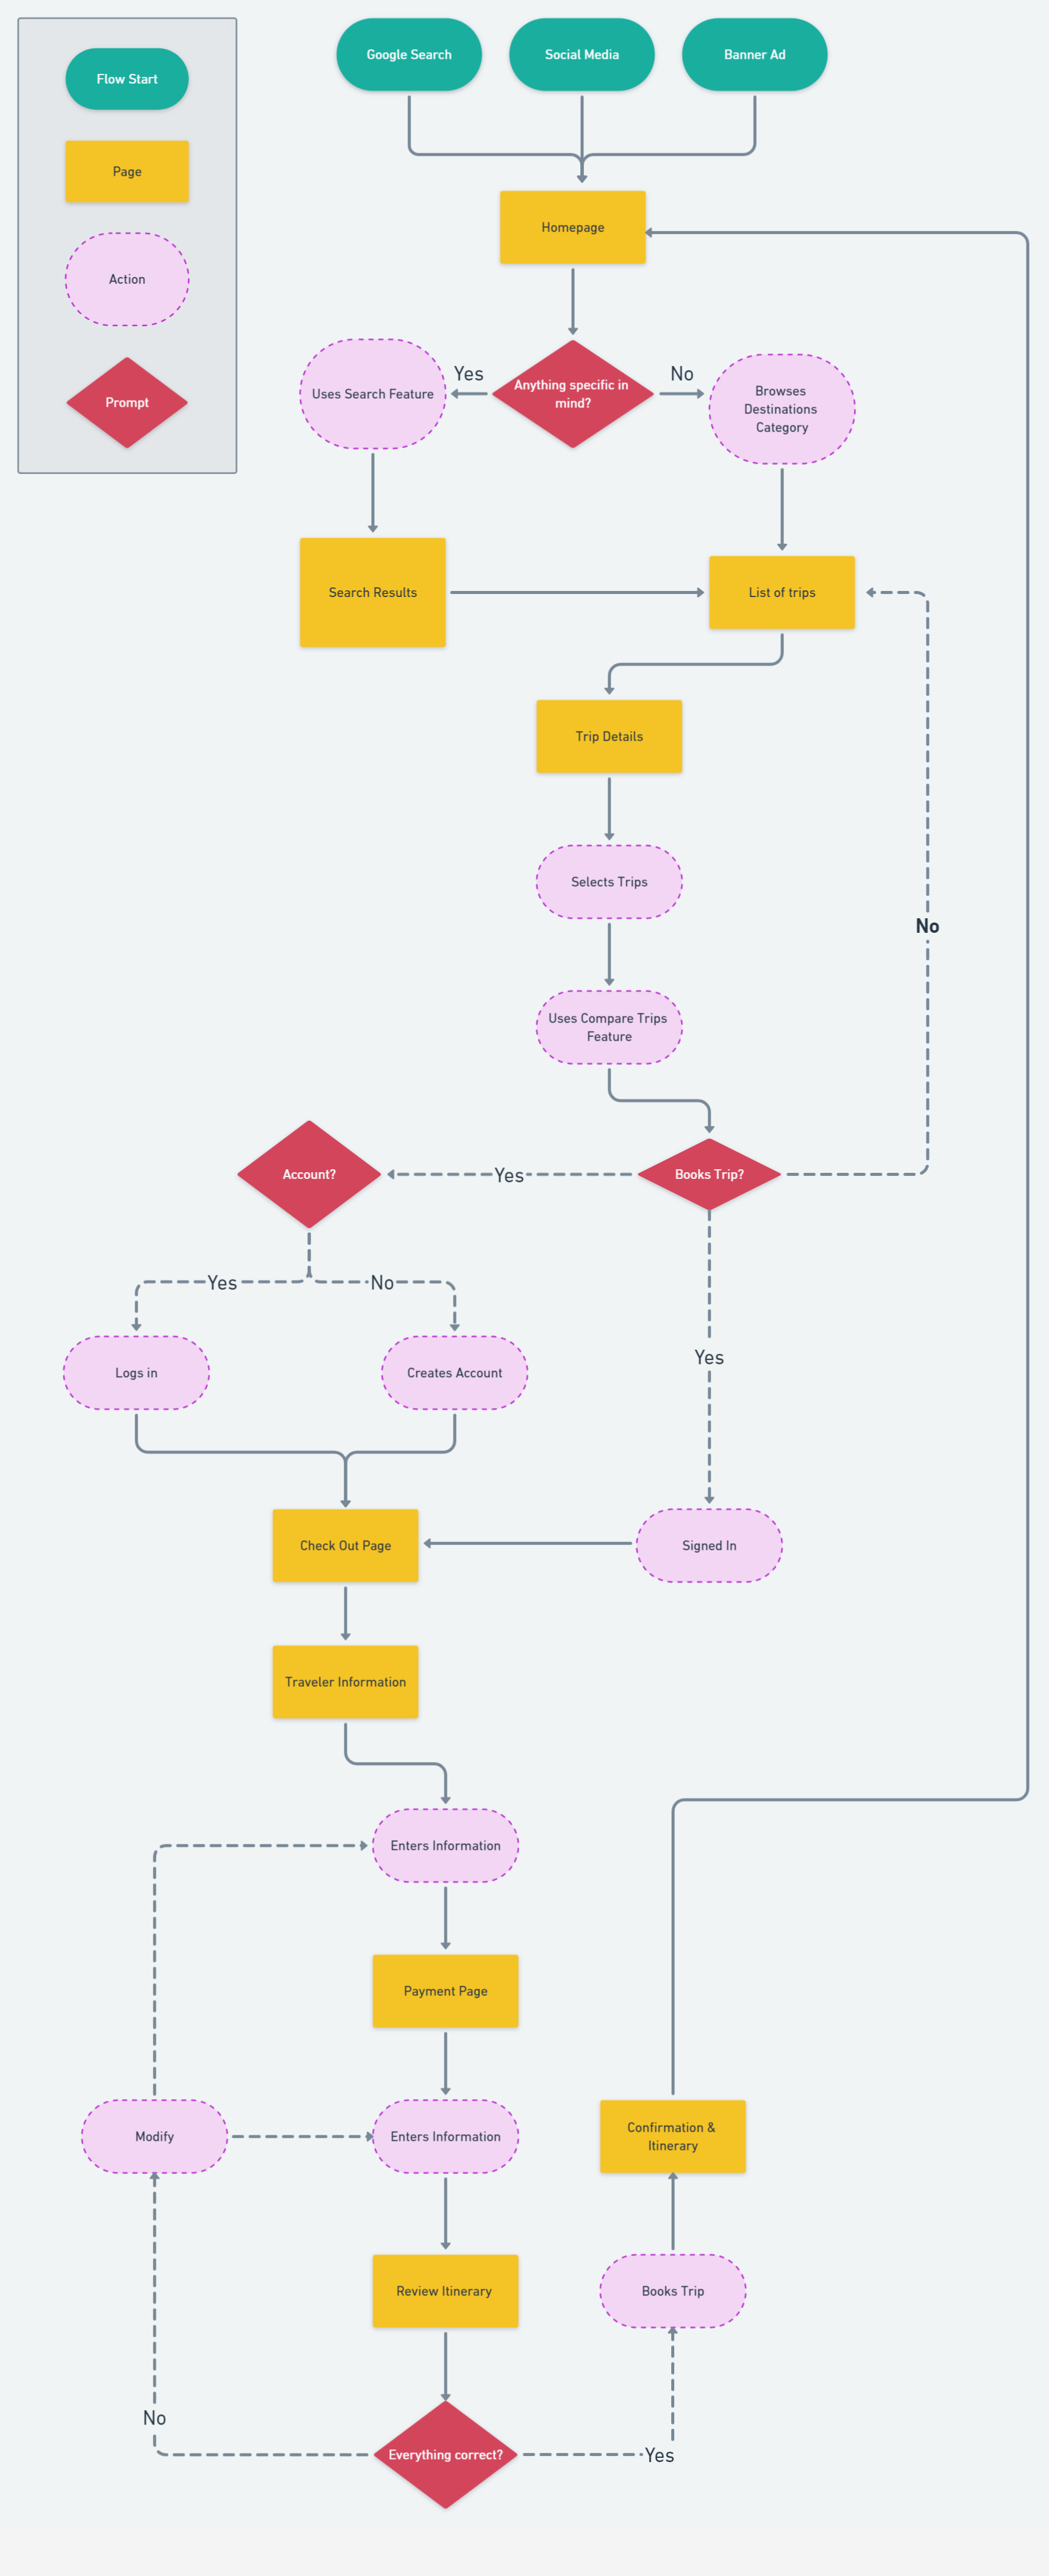 Flow Start
Page
Action
Prompt
Google Search
Social Media
Banner Ad
Homepage
Anything specific in
mind?
Yes
No
Uses Search Feature
Browses
Destinations
Category
Search Results
List of trips
Trip Details
Selects Trips
No
Uses Compare Trips
Feature
Account?
Yes
Books Trip?
Yes
No
Yes
Logs in
Creates Account
Check Out Page
Signed In
Traveler Information
Enters Information
Payment Page
Modify
Enters Information
Confirmation &
Itinerary
Review Itinerary
Books Trip
No
Everything correct?
Yes